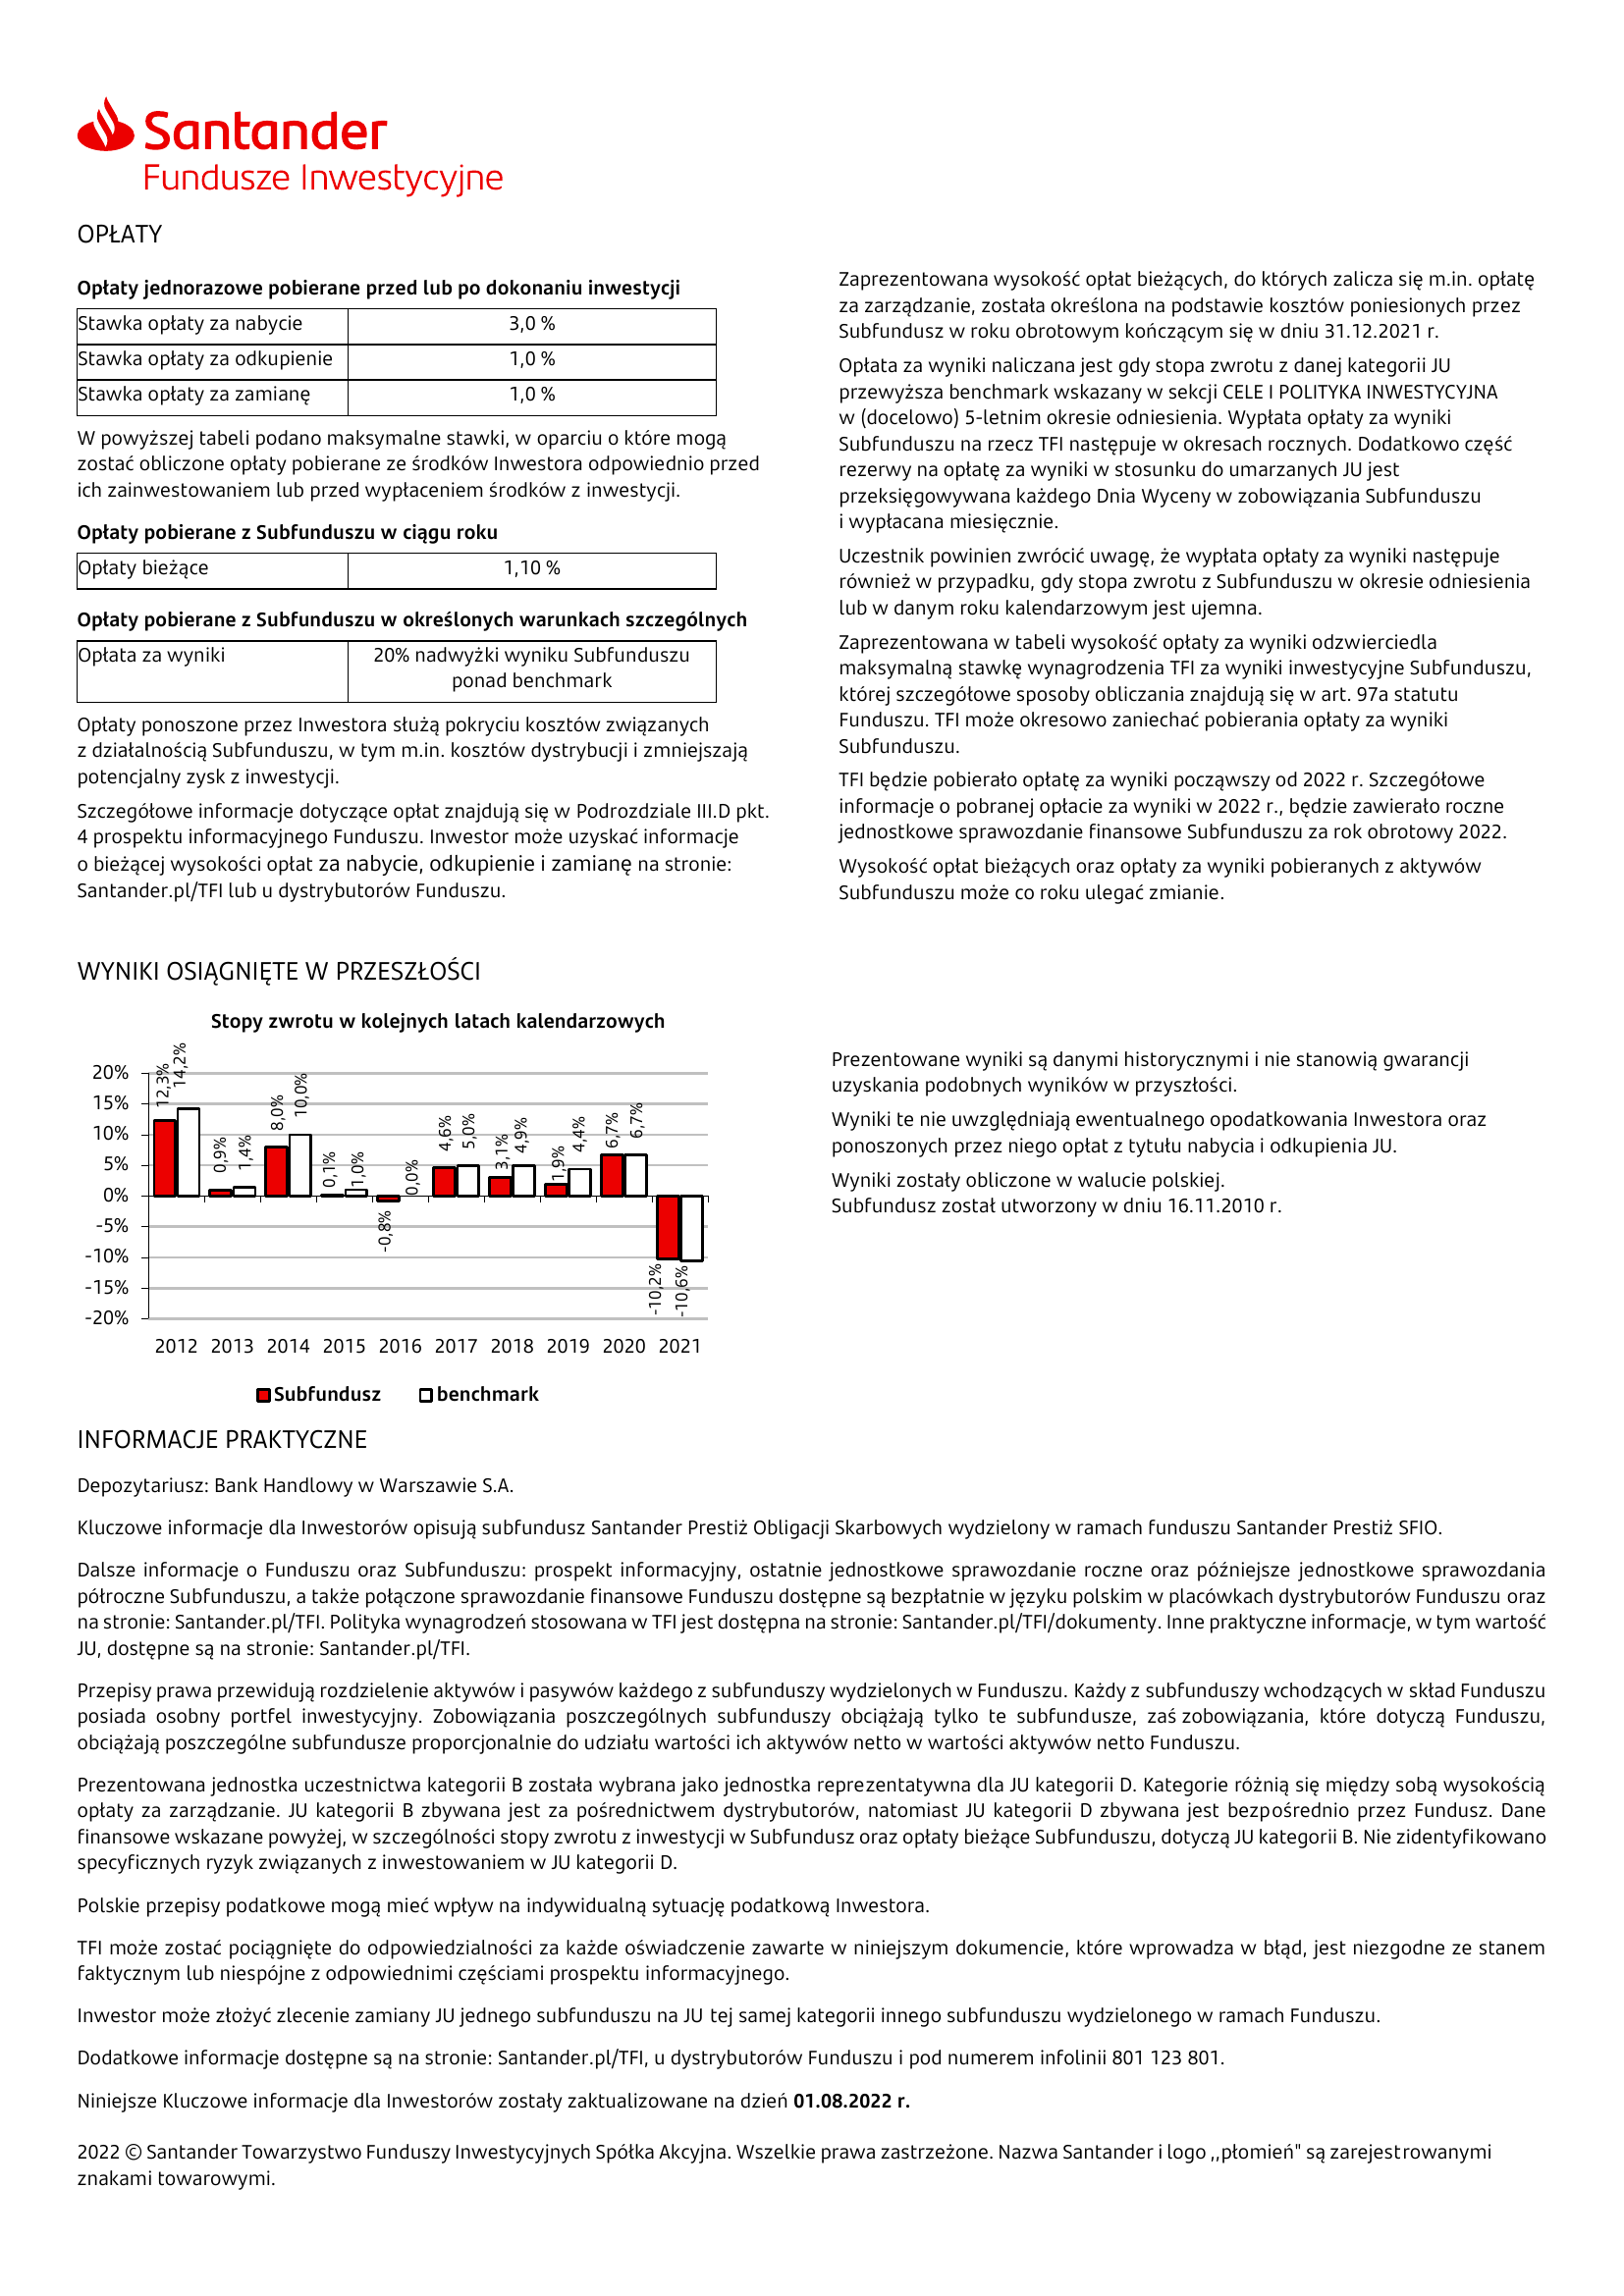 Santander
Fundusze Inwestycyjne
OPŁATY
Opłaty jednorazowe pobierane przed lub po dokonaniu inwestycji
Stawka opłaty za nabycie 3,0 %
Stawka opłaty za odkupienie 1,0 %
Stawka opłaty za zamianę 1,0 %
W powyższej tabeli podano maksymalne stawki, w oparciu o które mogą
zostać obliczone opłaty pobierane ze środków Inwestora odpowiednio przed
ich zainwestowaniem lub przed wypłaceniem środków z inwestycji.
Opłaty pobierane z Subfunduszu w ciągu roku
Opłaty bieżące 1,10 %
Opłaty pobierane z Subfunduszu w określonych warunkach szczególnych
Opłata za wyniki 20% nadwyżki wyniku Subfunduszu
ponad benchmark
Opłaty ponoszone przez Inwestora służą pokryciu kosztów związanych
z działalnością Subfunduszu, w tym m.in. kosztów dystrybucji i zmniejszają
potencjalny zysk z inwestycji.
Szczegółowe informacje dotyczące opłat znajdują się w Podrozdziale III.D pkt.
4 prospektu informacyjnego Funduszu. Inwestor może uzyskać informacje
o bieżącej wysokości opłat za nabycie, odkupienie i zamianę na stronie:
Santander.pl/TFI lub u dystrybutorów Funduszu.
Zaprezentowana wysokość opłat bieżących, do których zalicza się m.in. opłatę
za zarządzanie, została określona na podstawie kosztów poniesionych przez
Subfundusz w roku obrotowym kończącym się w dniu 31.12.2021 r.
Opłata za wyniki naliczana jest gdy stopa zwrotu z danej kategorii JU
przewyższa benchmark wskazany w sekcji CELE I POLITYKA INWESTYCYJNA
w (docelowo) 5-letnim okresie odniesienia. Wypłata opłaty za wyniki
Subfunduszu na rzecz TFI następuje w okresach rocznych. Dodatkowo część
rezerwy na opłatę za wyniki w stosunku do umarzanych JU jest
przeksięgowywana każdego Dnia Wyceny w zobowiązania Subfunduszu
i wypłacana miesięcznie.
Uczestnik powinien zwrócić uwagę, że wypłata opłaty za wyniki następuje
również w przypadku, gdy stopa zwrotu z Subfunduszu w okresie odniesienia
lub w danym roku kalendarzowym jest ujemna.
Zaprezentowana w tabeli wysokość opłaty za wyniki odzwierciedla
maksymalną stawkę wynagrodzenia TFI za wyniki inwestycyjne Subfunduszu,
której szczegółowe sposoby obliczania znajdują się w art. 97a statutu
Funduszu. TFI może okresowo zaniechać pobierania opłaty za wyniki
Subfunduszu.
TFI będzie pobierało opłatę za wyniki począwszy od 2022 r. Szczegółowe
informacje o pobranej opłacie za wyniki w 2022 r., będzie zawierało roczne
jednostkowe sprawozdanie finansowe Subfunduszu za rok obrotowy 2022.
Wysokość opłat bieżących oraz opłaty za wyniki pobieranych z aktywów
Subfunduszu może co roku ulegać zmianie.
WYNIKI OSIĄGNIĘTE W PRZESZŁOŚCI
Stopy zwrotu w kolejnych latach kalendarzowych
20%
15%
10%
5%
0%
-5%
-10%
-15%
-20%
12,3% 14,2% 0,9% 1,4% 8,0% 10,0% 0,1% 1,0% -0,8% 0,0% 4,6% 5,0% 3,1% 4,9% 1,9% 4,4% 6,7% 6,7% -10,2% -10,6%
2012 2013 2014 2015 2016 2017 2018 2019 2020 2021
Subfundusz benchmark
Prezentowane wyniki są danymi historycznymi i nie stanowią gwarancji
uzyskania podobnych wyników w przyszłości.
Wyniki te nie uwzględniają ewentualnego opodatkowania Inwestora oraz
ponoszonych przez niego opłat z tytułu nabycia i odkupienia JU.
Wyniki zostały obliczone w walucie polskiej.
Subfundusz został utworzony w dniu 16.11.2010 r.
INFORMACJE PRAKTYCZNE
Depozytariusz: Bank Handlowy w Warszawie S.A.
Kluczowe informacje dla Inwestorów opisują subfundusz Santander Prestiż Obligacji Skarbowych wydzielony w ramach funduszu Santander Prestiż SFIO.
Dalsze informacje o Funduszu oraz Subfunduszu: prospekt informacyjny, ostatnie jednostkowe sprawozdanie roczne oraz późniejsze jednostkowe sprawozdania
półroczne Subfunduszu, a także połączone sprawozdanie finansowe Funduszu dostępne są bezpłatnie w języku polskim w placówkach dystrybutorów Funduszu oraz
na stronie: Santander.pl/TFI. Polityka wynagrodzeń stosowana w TFI jest dostępna na stronie: Santander.pl/TFI/dokumenty. Inne praktyczne informacje, w tym wartość
JU, dostępne są na stronie: Santander.pl/TFI.
Przepisy prawa przewidują rozdzielenie aktywów i pasywów każdego z subfunduszy wydzielonych w Funduszu. Każdy z subfunduszy wchodzących w skład Funduszu
posiada osobny portfel inwestycyjny. Zobowiązania poszczególnych subfunduszy obciążają tylko te subfundusze, zaś zobowiązania, które dotyczą Funduszu,
obciążają poszczególne subfundusze proporcjonalnie do udziału wartości ich aktywów netto w wartości aktywów netto Funduszu.
Prezentowana jednostka uczestnictwa kategorii B została wybrana jako jednostka reprezentatywna dla JU kategorii D. Kategorie różnią się między sobą wysokością
opłaty za zarządzanie. JU kategorii B zbywana jest za pośrednictwem dystrybutorów, natomiast JU kategorii D zbywana jest bezpośrednio przez Fundusz. Dane
finansowe wskazane powyżej, w szczególności stopy zwrotu z inwestycji w Subfundusz oraz opłaty bieżące Subfunduszu, dotyczą JU kategorii B. Nie zidentyfikowano
specyficznych ryzyk związanych z inwestowaniem w JU kategorii D.
Polskie przepisy podatkowe mogą mieć wpływ na indywidualną sytuację podatkową Inwestora.
TFI może zostać pociągnięte do odpowiedzialności za każde oświadczenie zawarte w niniejszym dokumencie, które wprowadza w błąd, jest niezgodne ze stanem
faktycznym lub niespójne z odpowiednimi częściami prospektu informacyjnego.
Inwestor może złożyć zlecenie zamiany JU jednego subfunduszu na JU tej samej kategorii innego subfunduszu wydzielonego w ramach Funduszu.
Dodatkowe informacje dostępne są na stronie: Santander.pl/TFI, u dystrybutorów Funduszu i pod numerem infolinii 801 123 801.
Niniejsze Kluczowe informacje dla Inwestorów zostały zaktualizowane na dzień 01.08.2022 r.
2022 © Santander Towarzystwo Funduszy Inwestycyjnych Spółka Akcyjna. Wszelkie prawa zastrzeżone. Nazwa Santander i logo ,,płomień" są zarejestrowanymi
znakami towarowymi.